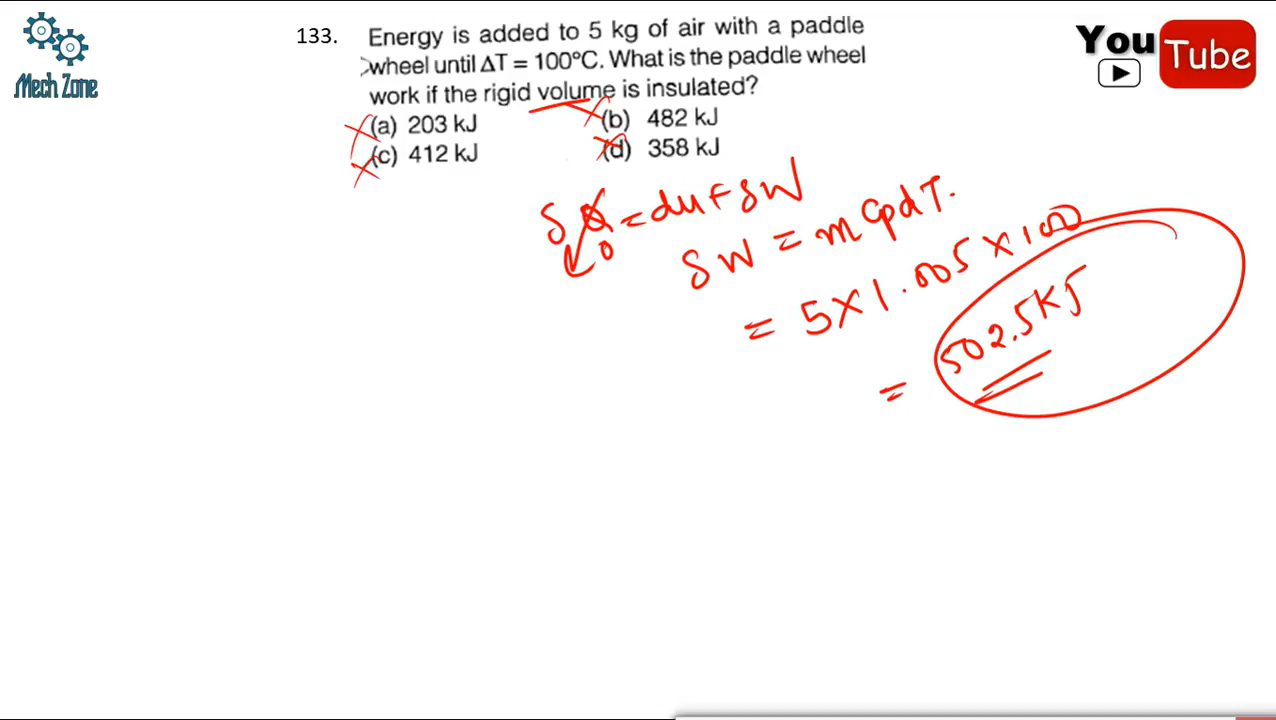 133. Energy is added to 5 kg of air with a paddle
wheel until ΔT = 100°C. What is the paddle wheel
work if the rigid volume is insulated?
(a) 203 kJ (b) 482 kJ
(c) 412 kJ (d) 358 kJ
Mech Zone
You Tube
δQ = du + δW
0
δW = m Cp dT.
= 5 × 1.005 × 100
= 502.5 KJ